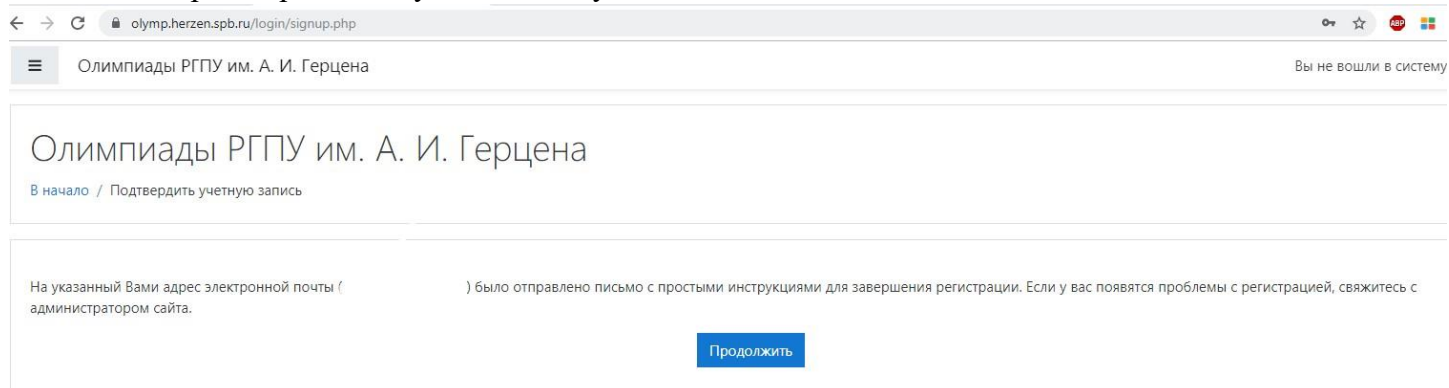 olymp.herzen.spb.ru/login/signup.php
ABP
Олимпиады РГПУ им. А. И. Герцена
Вы не вошли в систему
Олимпиады РГПУ им. А. И. Герцена
В начало / Подтвердить учетную запись
На указанный Вами адрес электронной почты ( ) было отправлено письмо с простыми инструкциями для завершения регистрации. Если у вас появятся проблемы с регистрацией, свяжитесь с
администратором сайта.
Продолжить